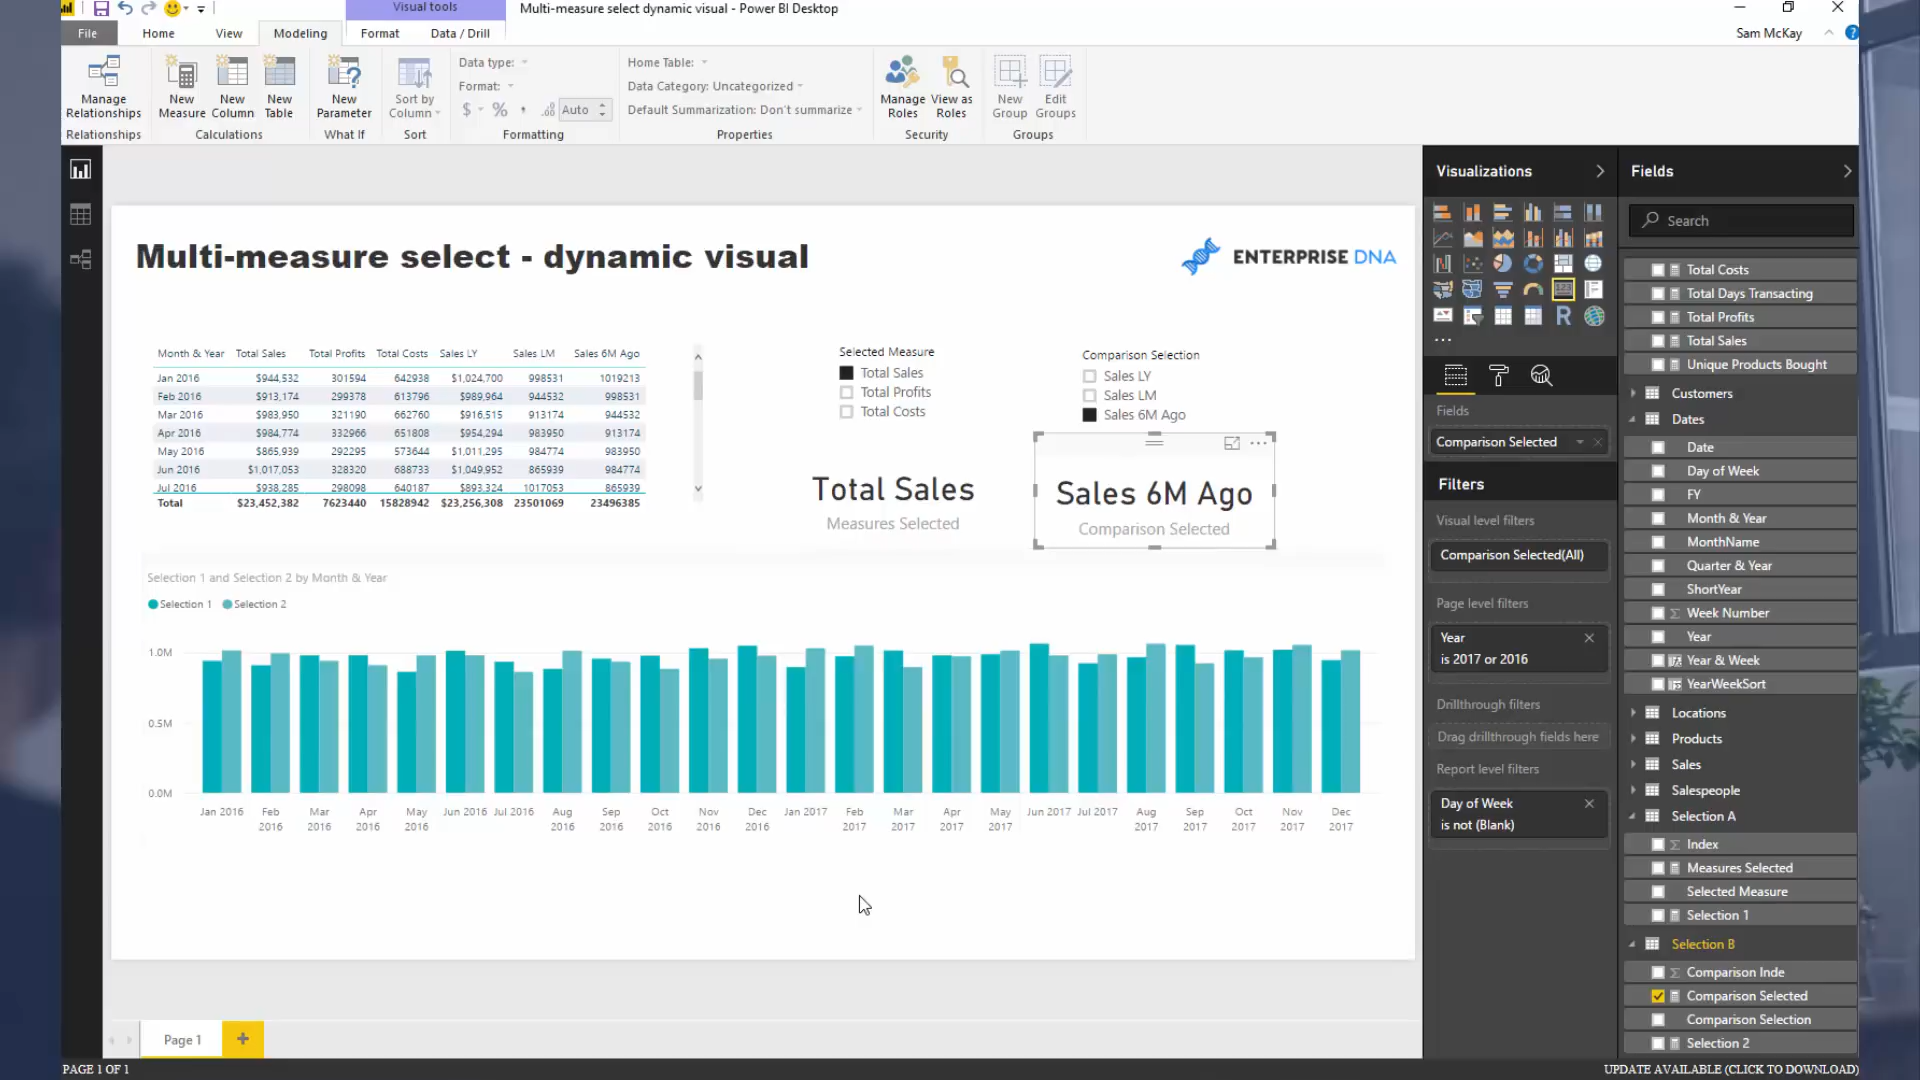 Visual tools
Multi-measure select dynamic visual - Power BI Desktop
File Home View Modeling Format Data / Drill
Sam McKay
Manage Relationships
Relationships
New Measure
New Column
New Table
Calculations
New Parameter
What If
Sort by Column
Sort
Data type:
Format:
$ % , Auto
Formatting
Home Table:
Data Category: Uncategorized
Default Summarization: Don't summarize
Properties
Manage Roles
View as Roles
Security
New Group
Edit Groups
Groups
Multi-measure select - dynamic visual
ENTERPRISE DNA
Month & Year Total Sales Total Profits Total Costs Sales LY Sales LM Sales 6M Ago
Jan 2016 $944,532 301594 642938 $1,024,700 998531 1019213
Feb 2016 $913,174 299378 613796 $989,964 944532 998531
Mar 2016 $983,950 321190 662760 $916,515 913174 944532
Apr 2016 $984,774 332966 651808 $954,294 983950 913174
May 2016 $865,939 292295 573644 $1,011,295 984774 983950
Jun 2016 $1,017,053 328320 688733 $1,049,952 865939 984774
Jul 2016 $938,285 298098 640187 $893,324 1017053 865939
Total $23,452,382 7623440 15828942 $23,256,308 23501069 23496385
Selected Measure
Total Sales
Total Profits
Total Costs
Comparison Selection
Sales LY
Sales LM
Sales 6M Ago
Total Sales
Measures Selected
Sales 6M Ago
Comparison Selected
Selection 1 and Selection 2 by Month & Year
Selection 1 Selection 2
1.0M
0.5M
0.0M
Jan 2016 Feb 2016 Mar 2016 Apr 2016 May 2016 Jun 2016 Jul 2016 Aug 2016 Sep 2016 Oct 2016 Nov 2016 Dec 2016 Jan 2017 Feb 2017 Mar 2017 Apr 2017 May 2017 Jun 2017 Jul 2017 Aug 2017 Sep 2017 Oct 2017 Nov 2017 Dec 2017
Page 1
PAGE 1 OF 1
Visualizations
R
Fields
Comparison Selected
Filters
Visual level filters
Comparison Selected(All)
Page level filters
Year
is 2017 or 2016
Drillthrough filters
Drag drillthrough fields here
Report level filters
Day of Week
is not (Blank)
Fields
Search
Total Costs
Total Days Transacting
Total Profits
Total Sales
Unique Products Bought
Customers
Dates
Date
Day of Week
FY
Month & Year
MonthName
Quarter & Year
ShortYear
Week Number
Year
Year & Week
YearWeekSort
Locations
Products
Sales
Salespeople
Selection A
Index
Measures Selected
Selected Measure
Selection 1
Selection B
Comparison Inde
Comparison Selected
Comparison Selection
Selection 2
UPDATE AVAILABLE (CLICK TO DOWNLOAD)